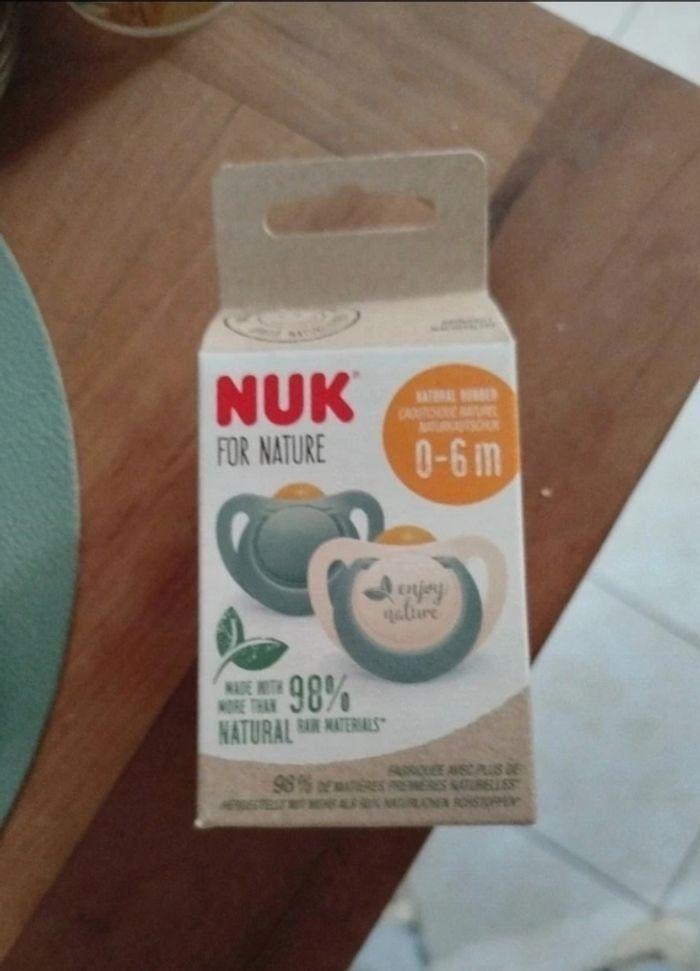 NUK
FOR NATURE
NATURAL RUBBER
CAOUTCHOUC NATUREL
NATURKAUTSCHUK
0-6 m
enjoy
nature
MADE WITH
MORE THAN 98%
NATURAL RAW MATERIALS*
FABRIQUÉE AVEC PLUS DE
98% DE MATIÈRES PREMIÈRES NATURELLES*
HERGESTELLT MIT MEHR ALS 98% NATÜRLICHEN ROHSTOFFEN*